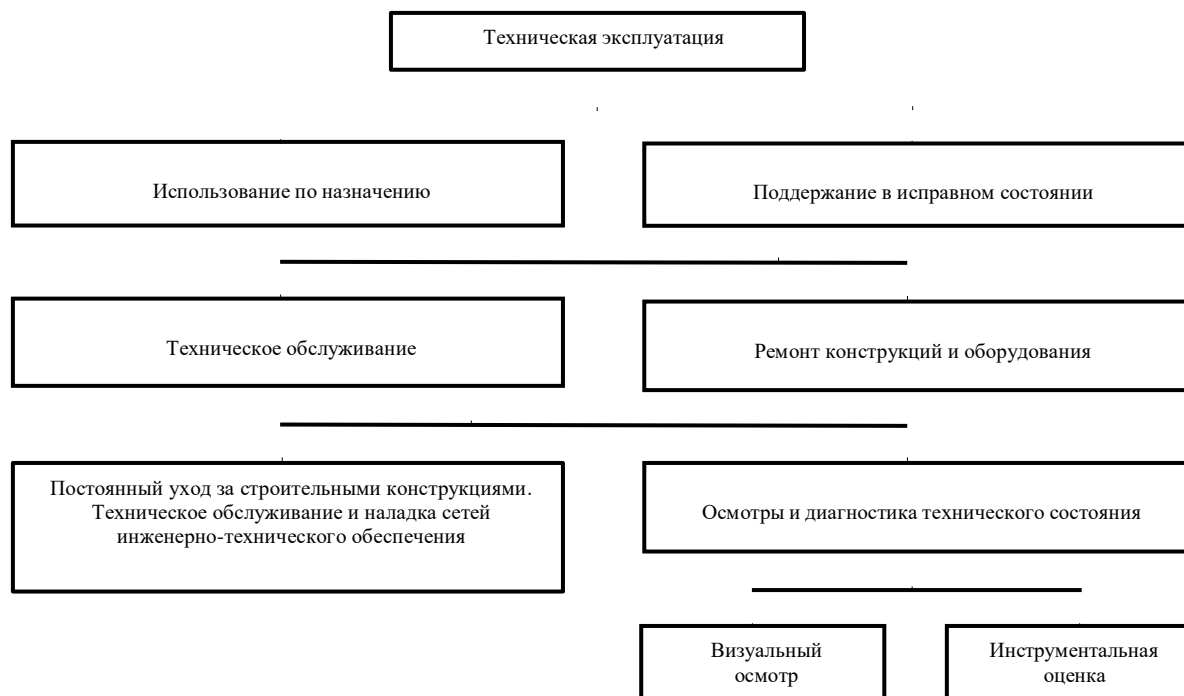 Техническая эксплуатация
Использование по назначению
Поддержание в исправном состоянии
Техническое обслуживание
Ремонт конструкций и оборудования
Постоянный уход за строительными конструкциями.
Техническое обслуживание и наладка сетей
инженерно-технического обеспечения
Осмотры и диагностика технического состояния
Визуальный
осмотр
Инструментальная
оценка